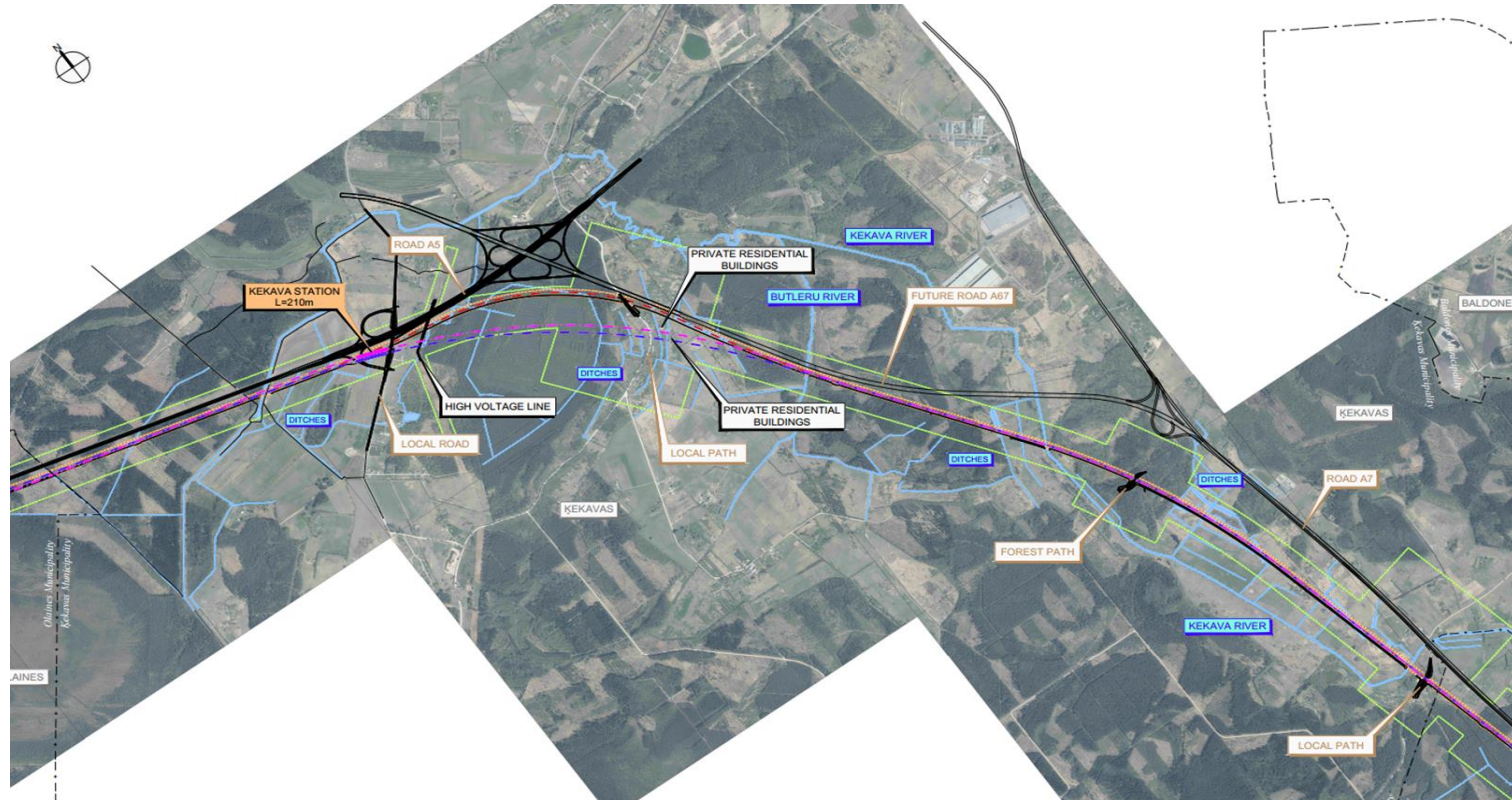 N
KEKAVA RIVER
ROAD A5
PRIVATE RESIDENTIAL
BUILDINGS
KEKAVA STATION
L=210m
BUTLERU RIVER
FUTURE ROAD A67
BALDONE
Baldones Municipality
Ķekavas Municipality
DITCHES
HIGH VOLTAGE LINE
PRIVATE RESIDENTIAL
BUILDINGS
ĶEKAVAS
DITCHES
LOCAL ROAD
LOCAL PATH
DITCHES
DITCHES
ROAD A7
ĶEKAVAS
FOREST PATH
Olaines Municipality
Ķekavas Municipality
KEKAVA RIVER
LAINES
LOCAL PATH